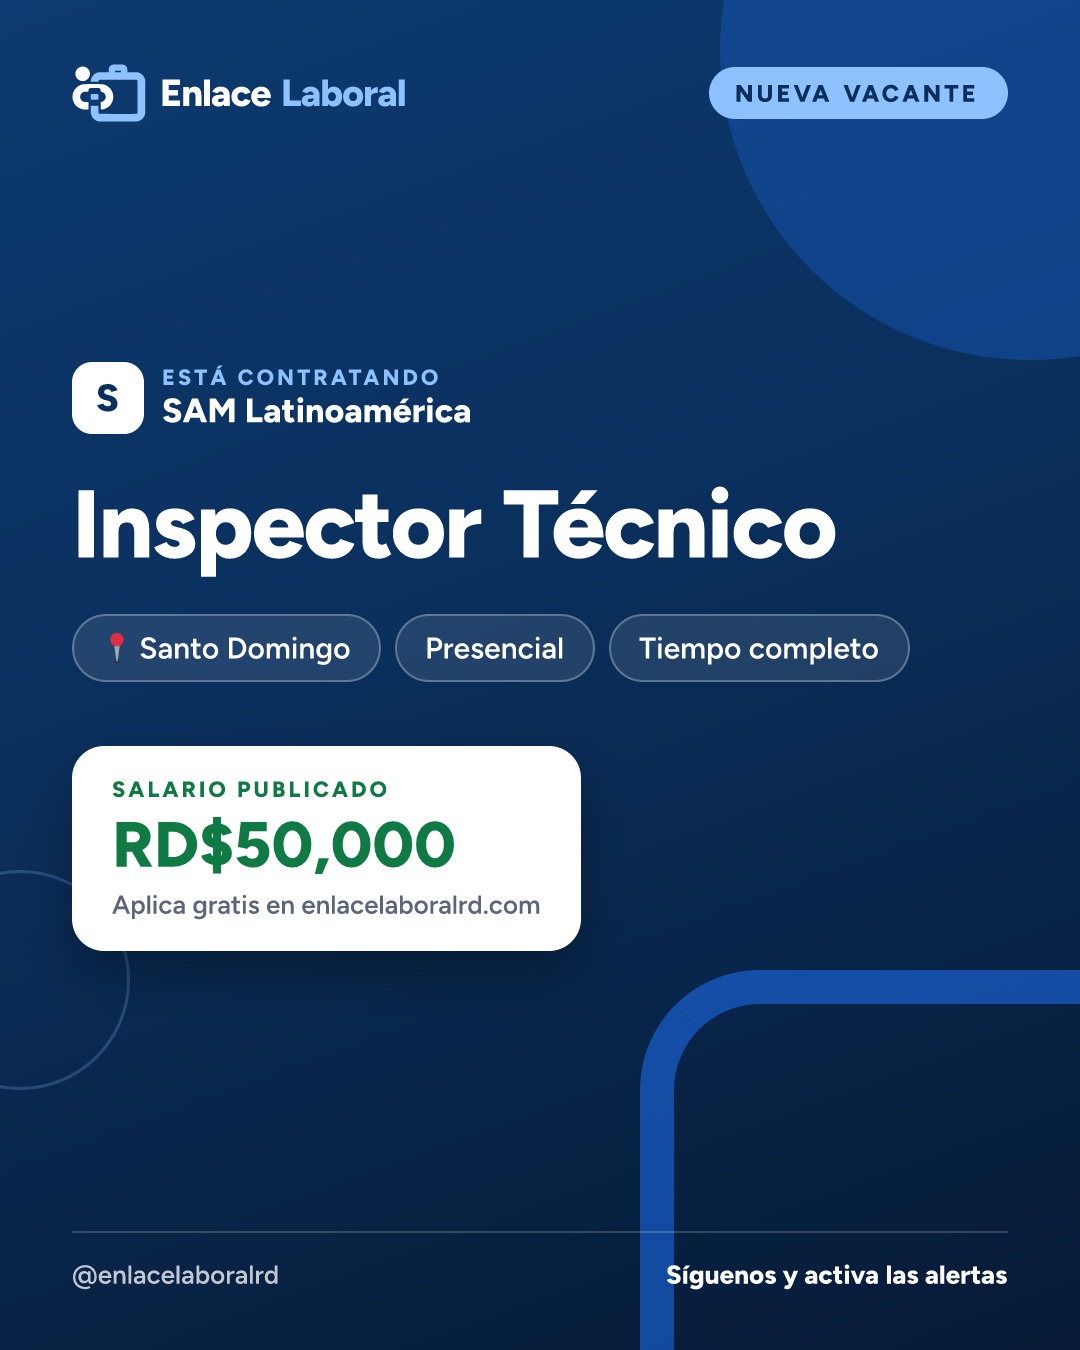 Enlace Laboral
NUEVA VACANTE
S
ESTÁ CONTRATANDO
SAM Latinoamérica
Inspector Técnico
📍 Santo Domingo
Presencial
Tiempo completo
SALARIO PUBLICADO
RD$50,000
Aplica gratis en enlacelaboralrd.com
@enlacelaboralrd
Síguenos y activa las alertas